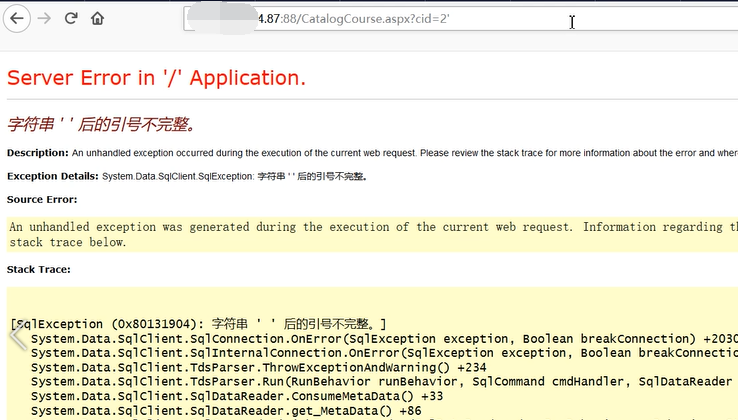 4.87:88/CatalogCourse.aspx?cid=2'
Server Error in '/' Application.
字符串 ' ' 后的引号不完整。
Description: An unhandled exception occurred during the execution of the current web request. Please review the stack trace for more information about the error and where
Exception Details: System.Data.SqlClient.SqlException: 字符串 ' ' 后的引号不完整。
Source Error:
An unhandled exception was generated during the execution of the current web request. Information regarding th
stack trace below.
Stack Trace:
[SqlException (0x80131904): 字符串 ' ' 后的引号不完整。]
System.Data.SqlClient.SqlConnection.OnError(SqlException exception, Boolean breakConnection) +2030
System.Data.SqlClient.SqlInternalConnection.OnError(SqlException exception, Boolean breakConnectio
System.Data.SqlClient.TdsParser.ThrowExceptionAndWarning() +234
System.Data.SqlClient.TdsParser.Run(RunBehavior runBehavior, SqlCommand cmdHandler, SqlDataReader
System.Data.SqlClient.SqlDataReader.ConsumeMetaData() +33
System.Data.SqlClient.SqlDataReader.get_MetaData() +86